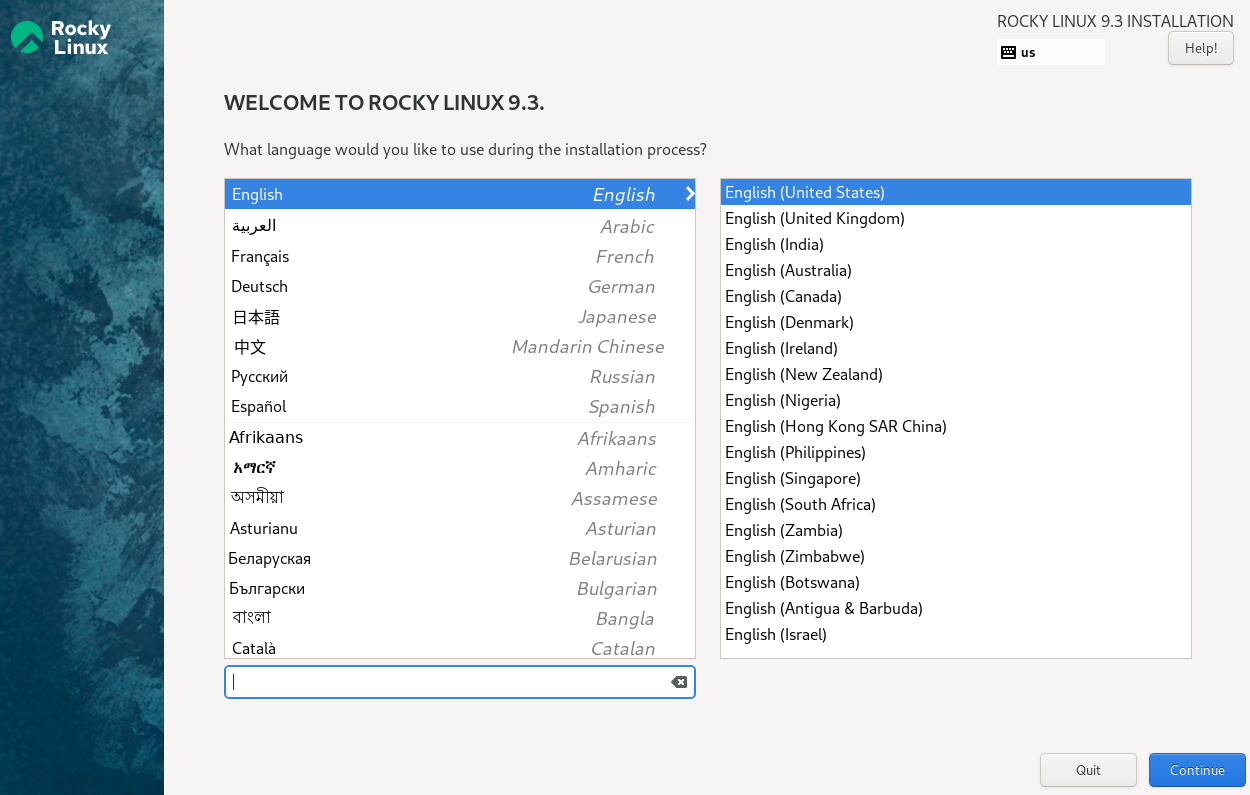 Rocky
Linux
ROCKY LINUX 9.3 INSTALLATION
us
Help!
WELCOME TO ROCKY LINUX 9.3.
What language would you like to use during the installation process?
English English
العربية Arabic
Français French
Deutsch German
日本語 Japanese
中文 Mandarin Chinese
Русский Russian
Español Spanish
Afrikaans Afrikaans
አማርኛ Amharic
অসমীয়া Assamese
Asturianu Asturian
Беларуская Belarusian
Български Bulgarian
বাংলা Bangla
Català Catalan
English (United States)
English (United Kingdom)
English (India)
English (Australia)
English (Canada)
English (Denmark)
English (Ireland)
English (New Zealand)
English (Nigeria)
English (Hong Kong SAR China)
English (Philippines)
English (Singapore)
English (South Africa)
English (Zambia)
English (Zimbabwe)
English (Botswana)
English (Antigua & Barbuda)
English (Israel)
Quit
Continue